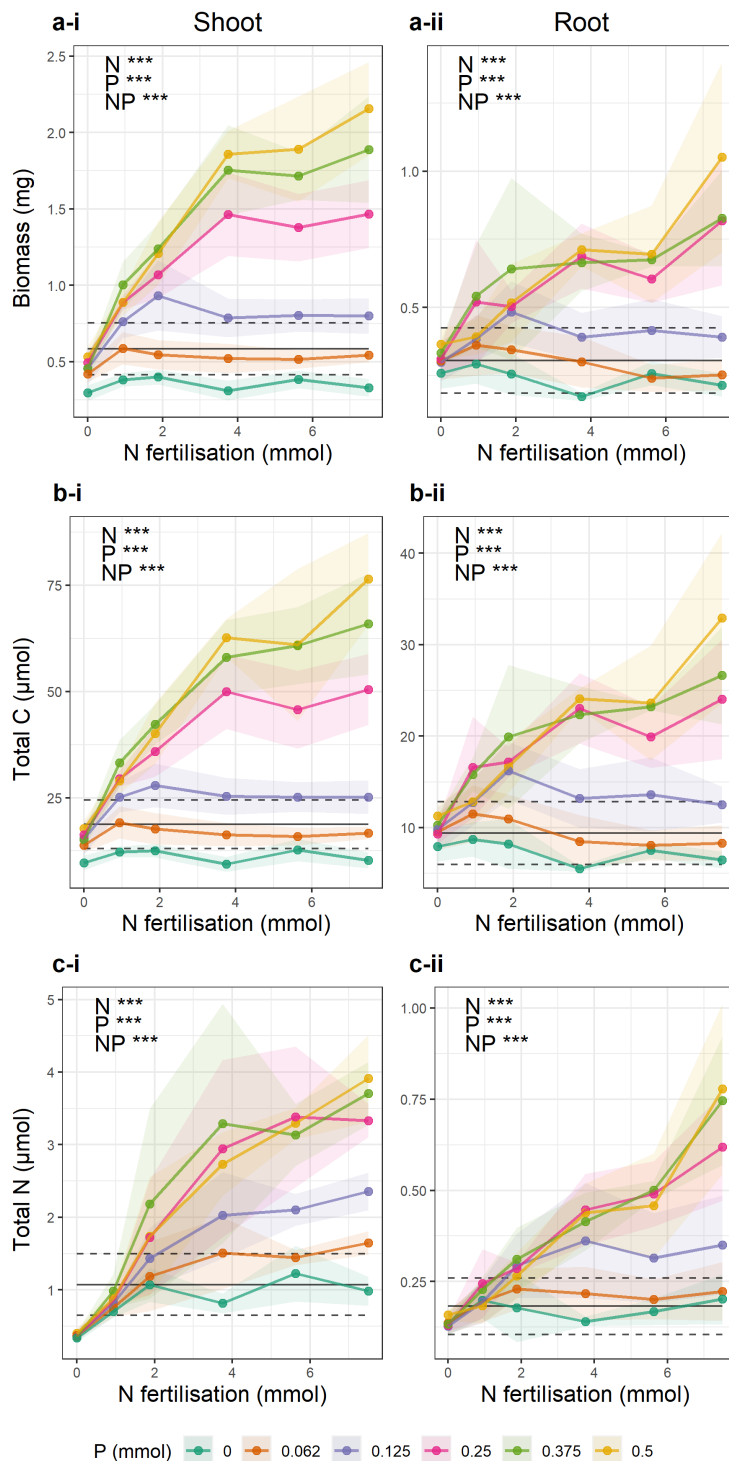 a-i Shoot a-ii Root
N ***
P ***
NP ***
N ***
P ***
NP ***
Biomass (mg)
2.5
2.0
1.5
1.0
0.5
1.0
0.5
0 2 4 6
0 2 4 6
N fertilisation (mmol)
N fertilisation (mmol)
b-i b-ii
N ***
P ***
NP ***
N ***
P ***
NP ***
Total C (µmol)
75
50
25
40
30
20
10
0 2 4 6
0 2 4 6
N fertilisation (mmol)
N fertilisation (mmol)
c-i c-ii
N ***
P ***
NP ***
N ***
P ***
NP ***
Total N (µmol)
5
4
3
2
1
1.00
0.75
0.50
0.25
0 2 4 6
0 2 4 6
N fertilisation (mmol)
N fertilisation (mmol)
P (mmol) 0 0.062 0.125 0.25 0.375 0.5